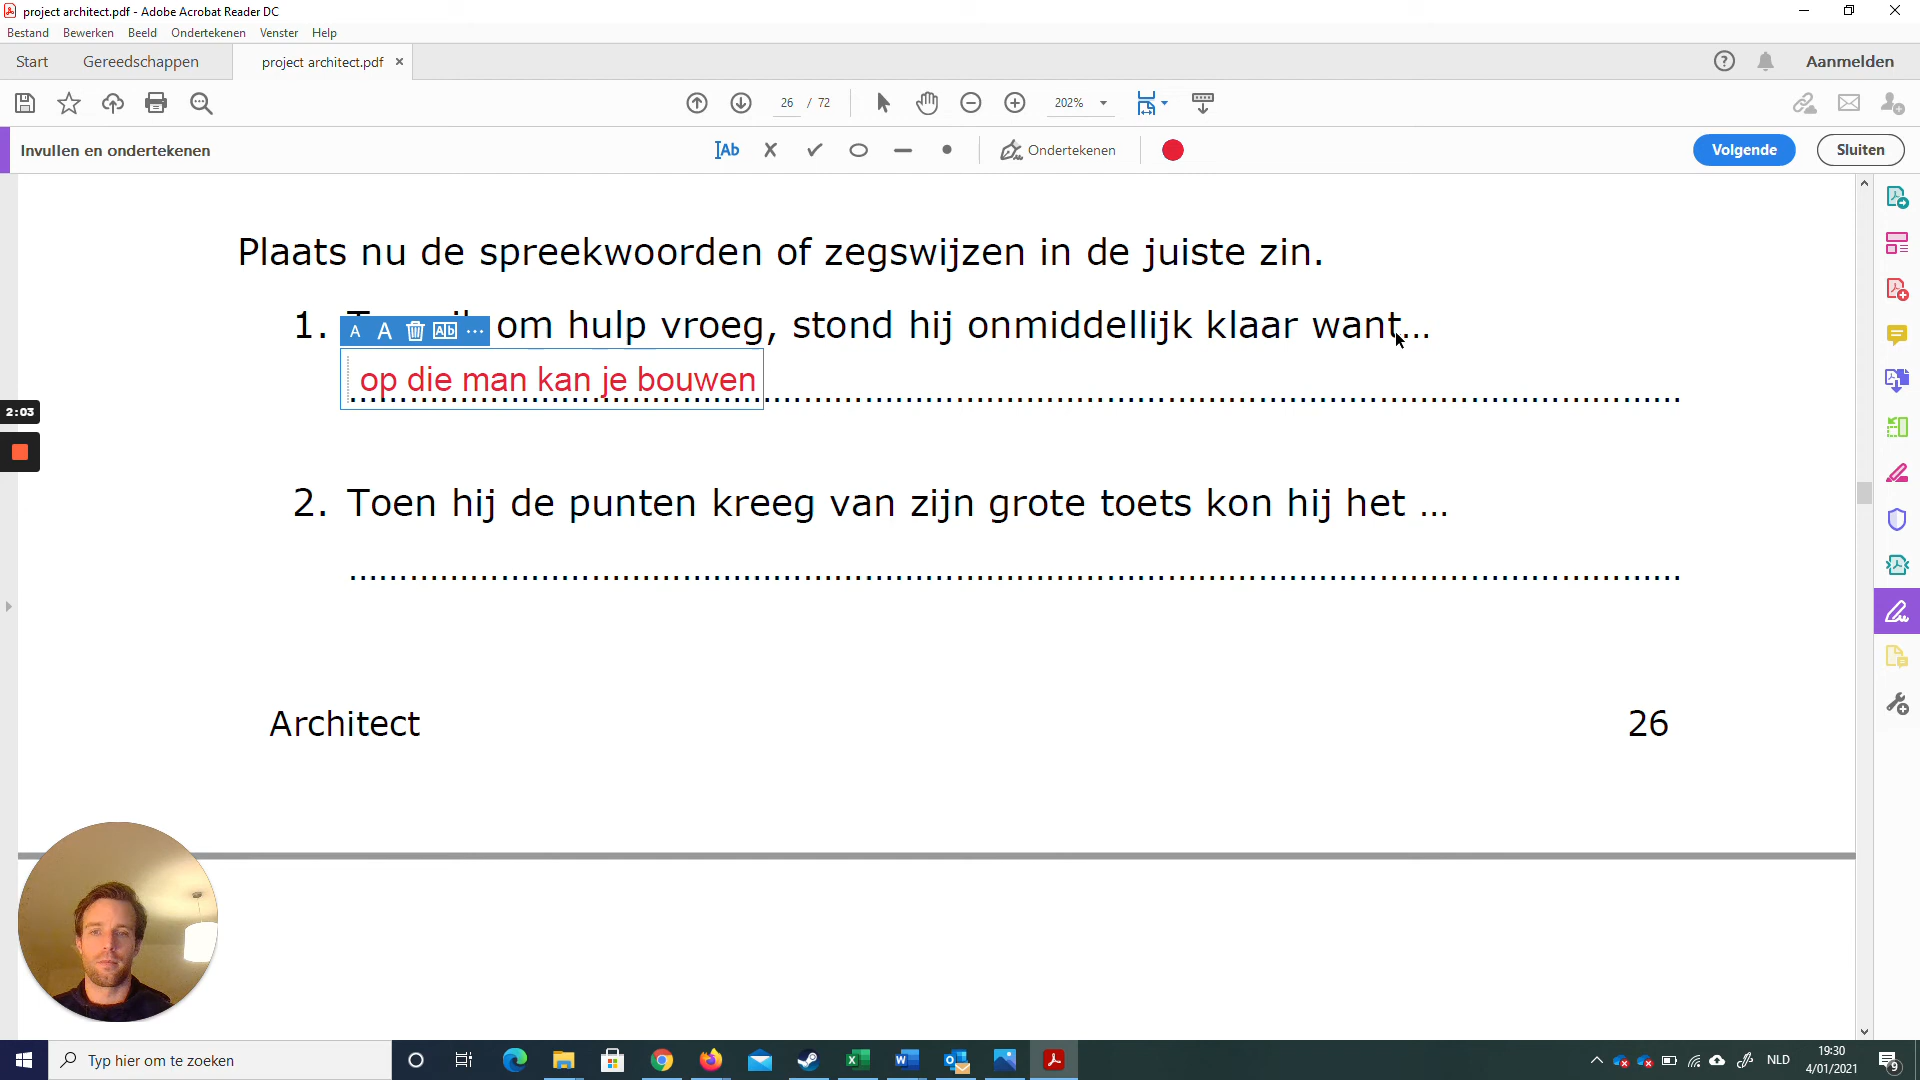 project architect.pdf - Adobe Acrobat Reader DC
Bestand Bewerken Beeld Ondertekenen Venster Help
Start Gereedschappen project architect.pdf × Aanmelden
26 / 72 202%
Invullen en ondertekenen Ab Ondertekenen Volgende Sluiten
Plaats nu de spreekwoorden of zegswijzen in de juiste zin.
1. om hulp vroeg, stond hij onmiddellijk klaar want…
A A Ab ...
op die man kan je bouwen
2:03
2. Toen hij de punten kreeg van zijn grote toets kon hij het …
Architect 26
Typ hier om te zoeken
NLD 19:30
4/01/2021 9